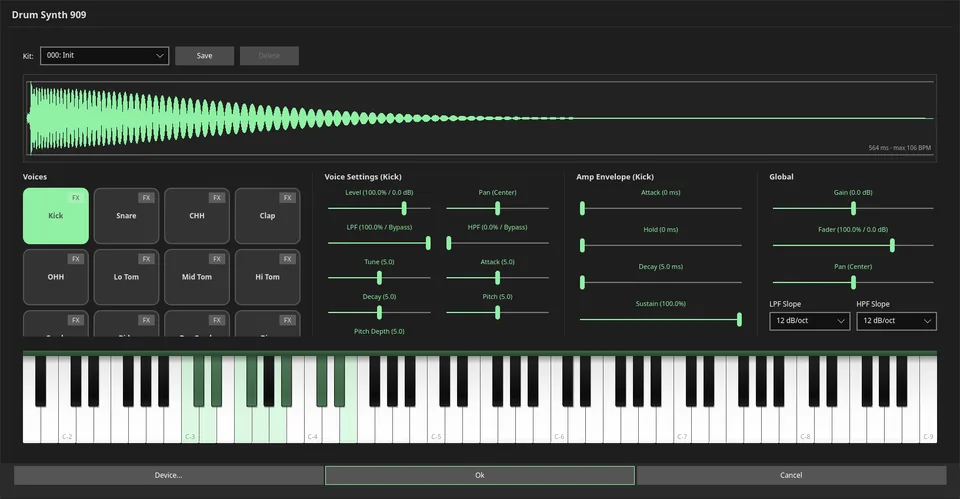 Drum Synth 909
Kit: 000: Init Save Delete
564 ms - max 106 BPM
Voices Voice Settings (Kick) Amp Envelope (Kick) Global
FX FX FX FX
Kick Snare CHH Clap
FX FX FX FX
OHH Lo Tom Mid Tom Hi Tom
FX FX FX FX
Level (100.0% / 0.0 dB) Pan (Center)
LPF (100.0% / Bypass) HPF (0.0% / Bypass)
Tune (5.0) Attack (5.0)
Decay (5.0) Pitch (5.0)
Pitch Depth (5.0)
Attack (0 ms)
Hold (0 ms)
Decay (5.0 ms)
Sustain (100.0%)
Gain (0.0 dB)
Fader (100.0% / 0.0 dB)
Pan (Center)
LPF Slope HPF Slope
12 dB/oct 12 dB/oct
C-2 C-3 C-4 C-5 C-6 C-7 C-8 C-9
Device... Ok Cancel